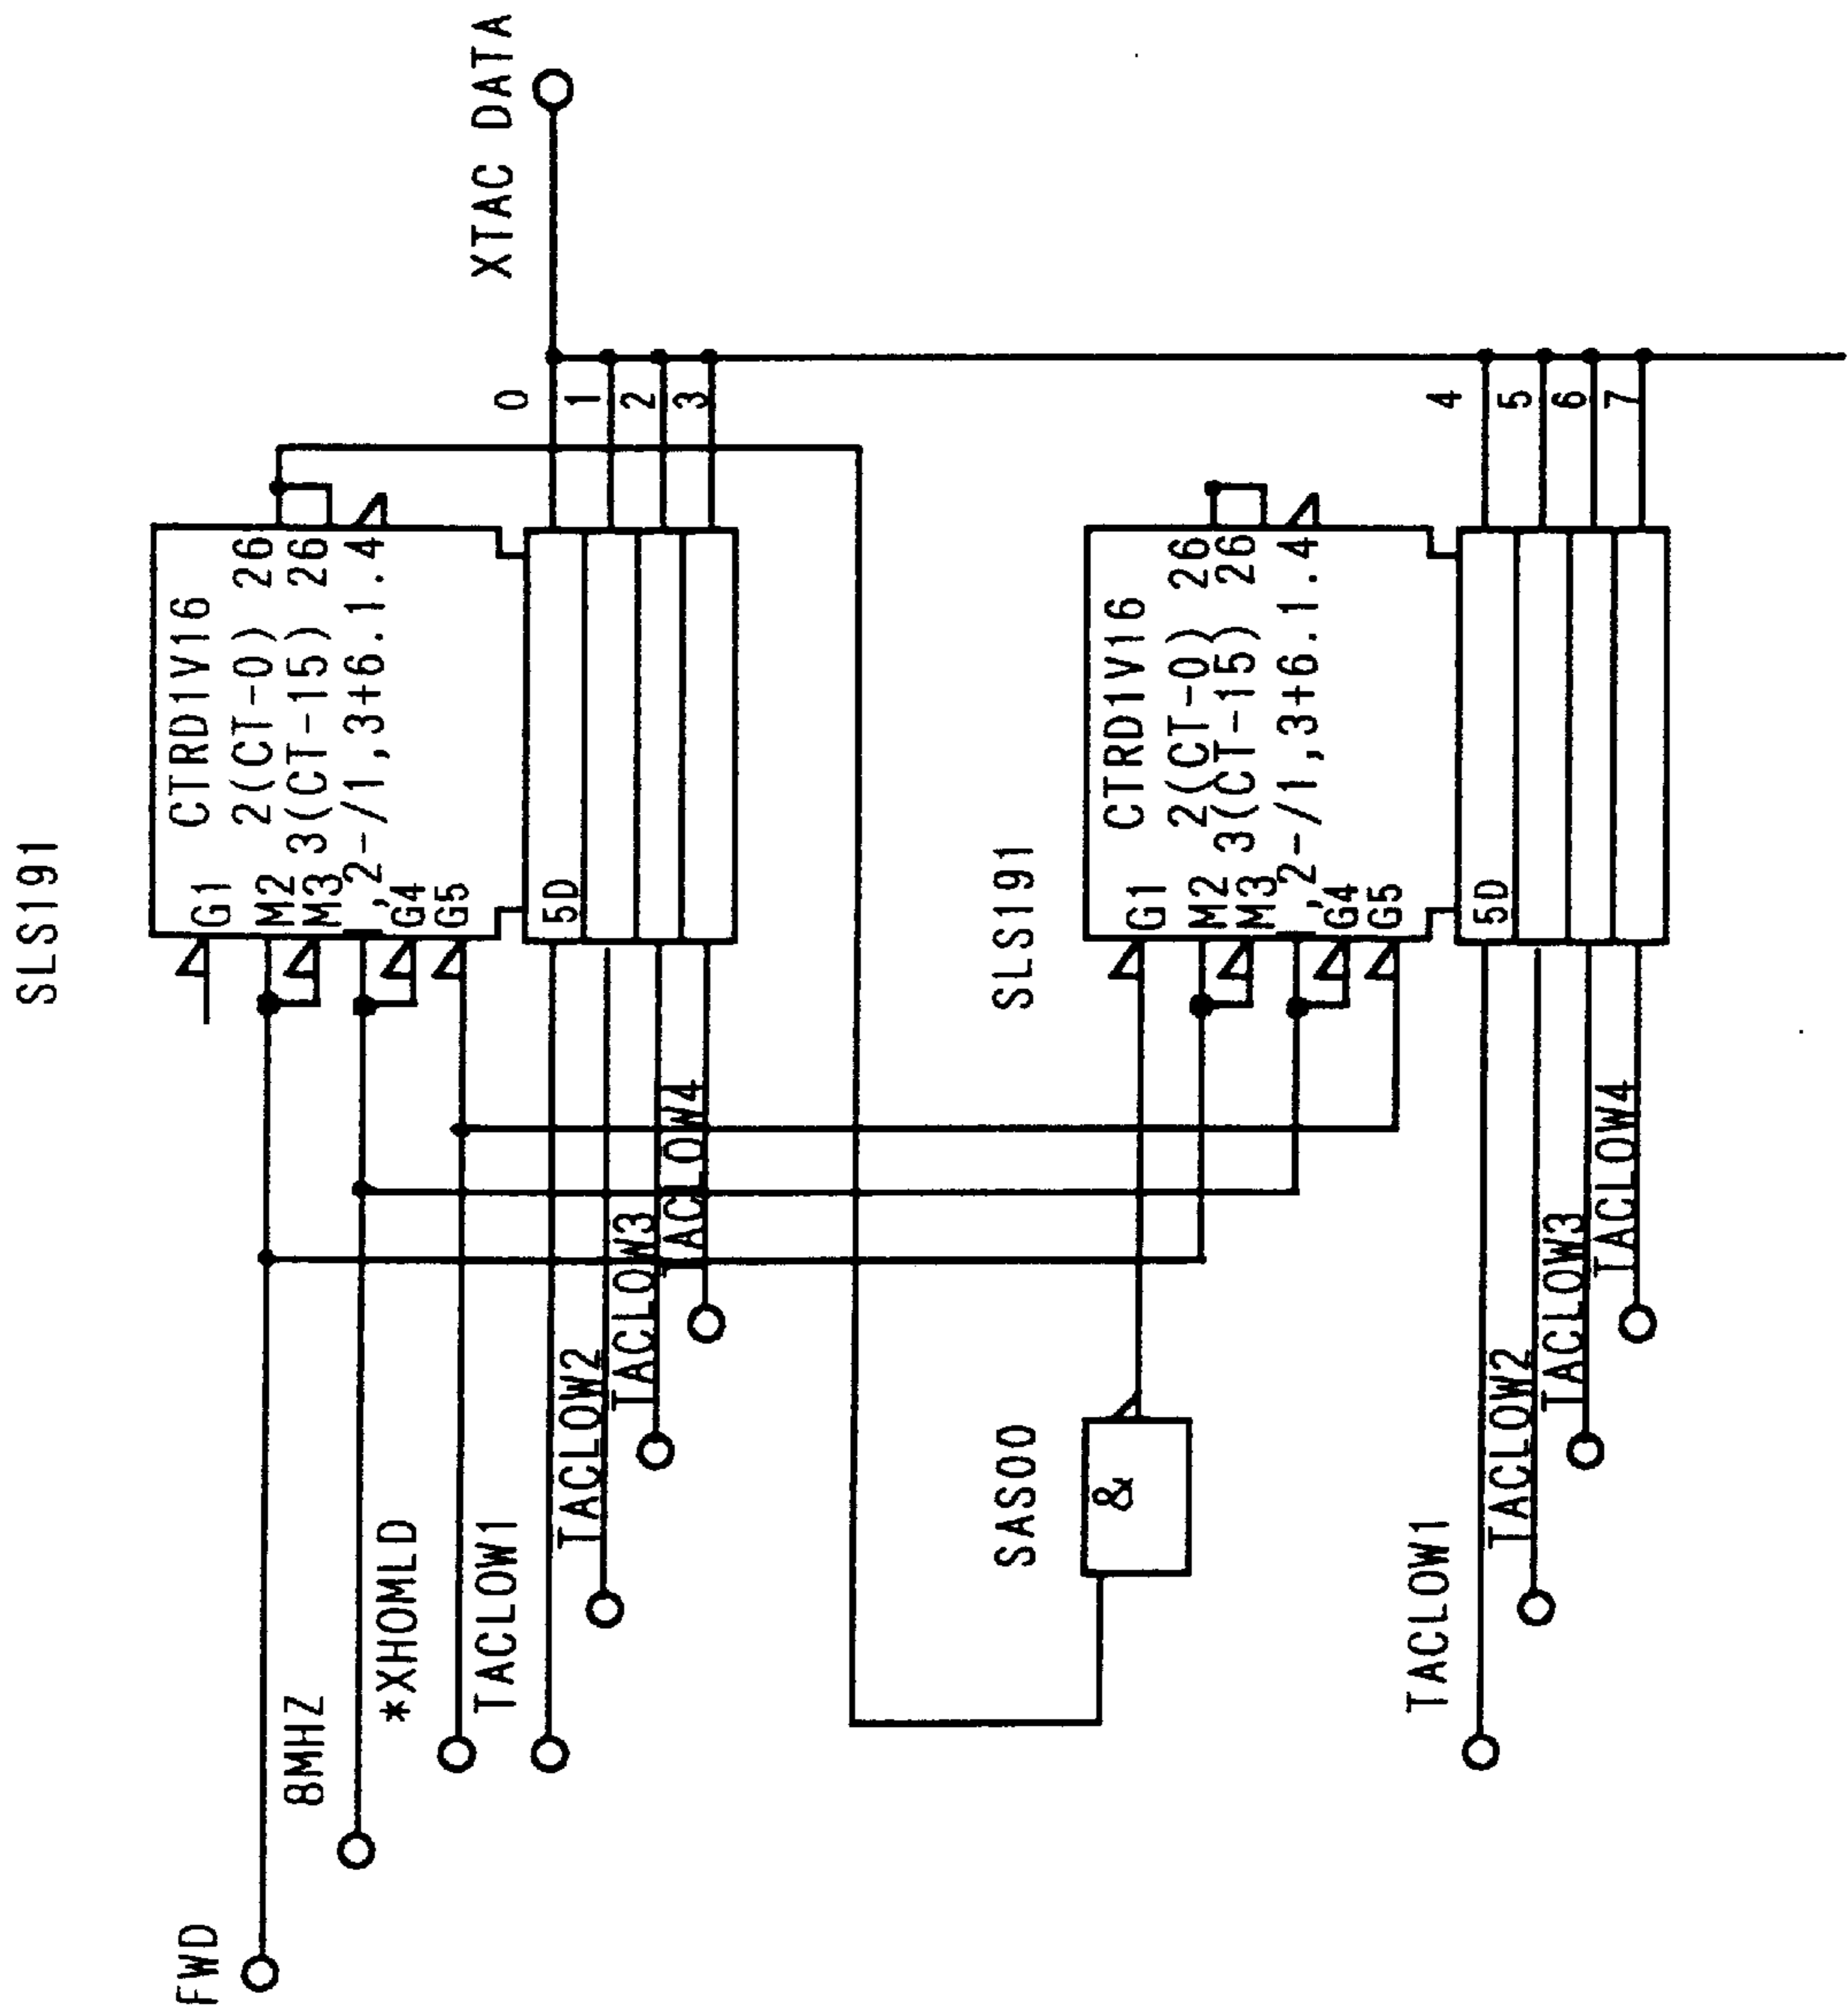 SLS191
CTRD1V16
G1
2(CT-0) 26
M2
3(CT-15) 26
M3
,2-/1,3+6.1.4
G4
G5
5D
XTAC DATA
0
1
2
3
FWD
8MHZ
*XHOMLD
TACLOW1
TACLOW2
TACLOW3
TACLOW4
SLS191
CTRD1V16
G1
2(CT-0) 26
M2
3(CT-15) 26
M3
,2-/1,3+6.1.4
G4
G5
5D
4
5
6
7
SAS00
&
TACLOW1
TACLOW2
TACLOW3
TACLOW4